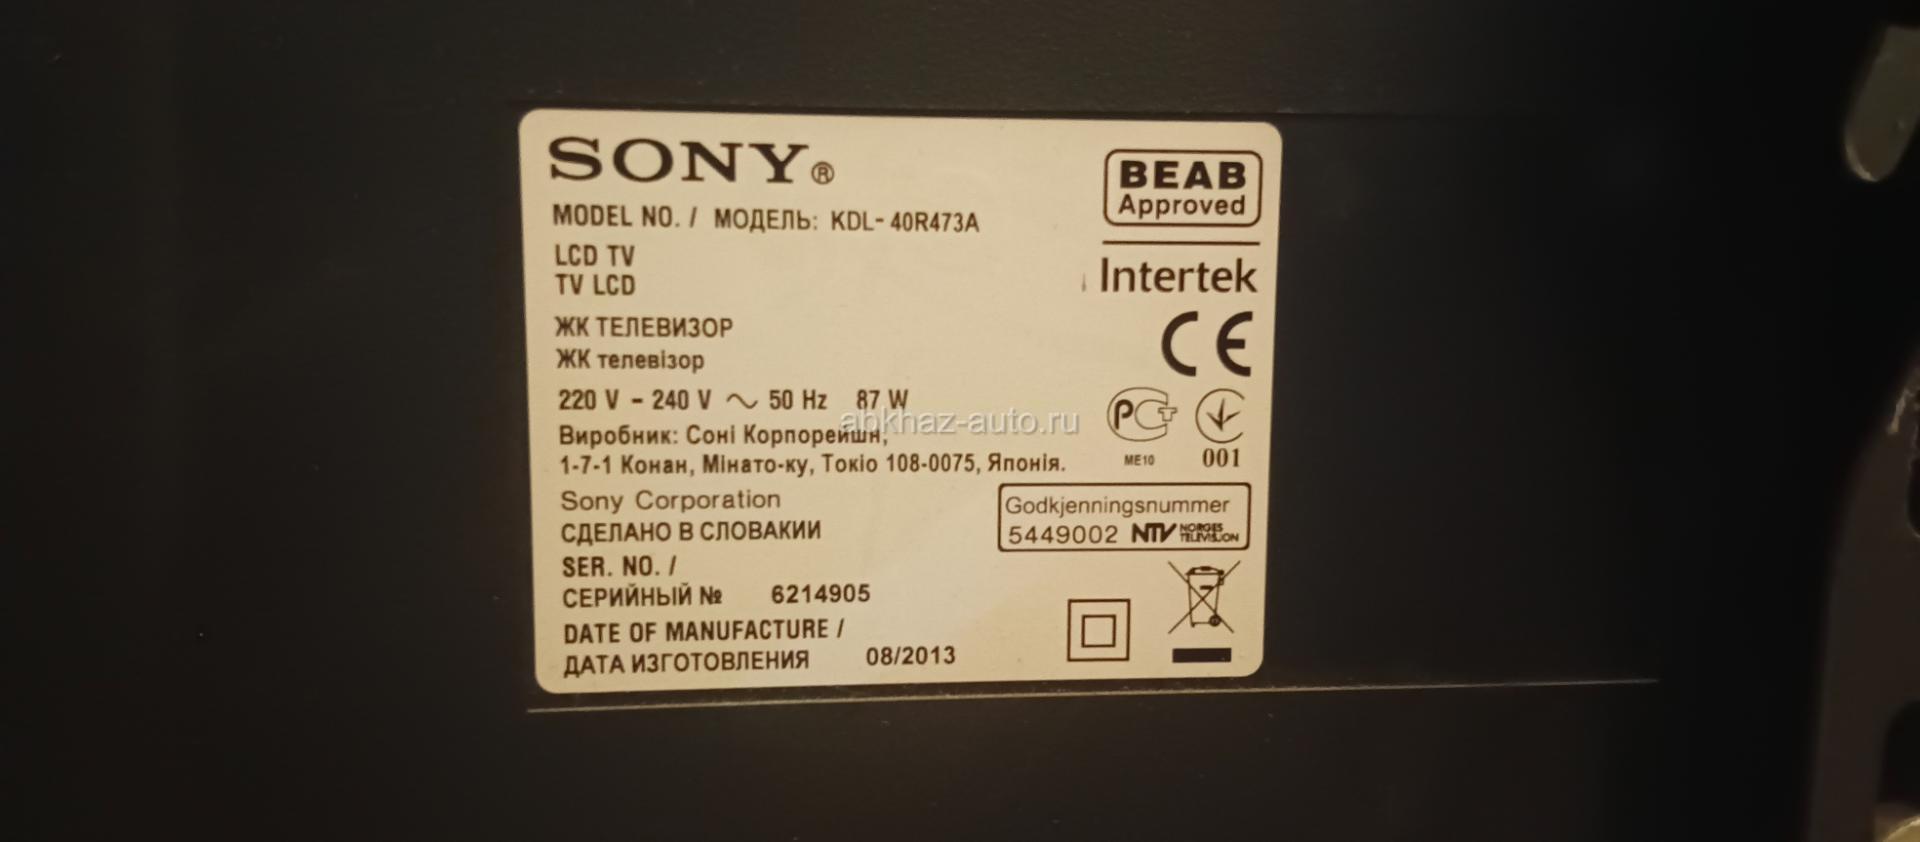 SONY®
MODEL NO. / МОДЕЛЬ: KDL-40R473A
LCD TV
TV LCD
ЖК ТЕЛЕВИЗОР
ЖК телевізор
220 V - 240 V ~ 50 Hz 87 W
Виробник: Соні Корпорейшн,
1-7-1 Конан, Мінато-ку, Токіо 108-0075, Японія.
Sony Corporation
СДЕЛАНО В СЛОВАКИИ
SER. NO. /
СЕРИЙНЫЙ № 6214905
DATE OF MANUFACTURE /
ДАТА ИЗГОТОВЛЕНИЯ 08/2013
BEAB
Approved
Intertek
CE
РСТ
ME10
001
Godkjenningsnummer
5449002 NTV NORGES
TELEVISJON
abkhaz-auto.ru